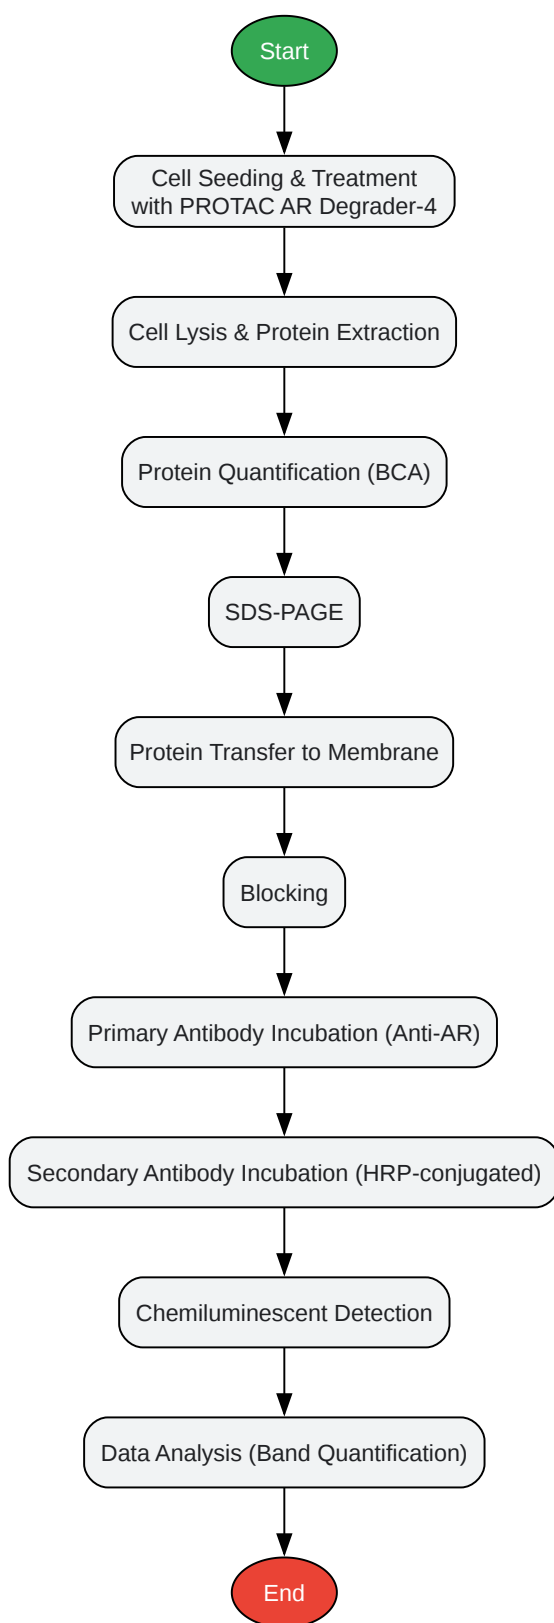 Start
Cell Seeding & Treatment
with PROTAC AR Degrader-4
Cell Lysis & Protein Extraction
Protein Quantification (BCA)
SDS-PAGE
Protein Transfer to Membrane
Blocking
Primary Antibody Incubation (Anti-AR)
Secondary Antibody Incubation (HRP-conjugated)
Chemiluminescent Detection
Data Analysis (Band Quantification)
End